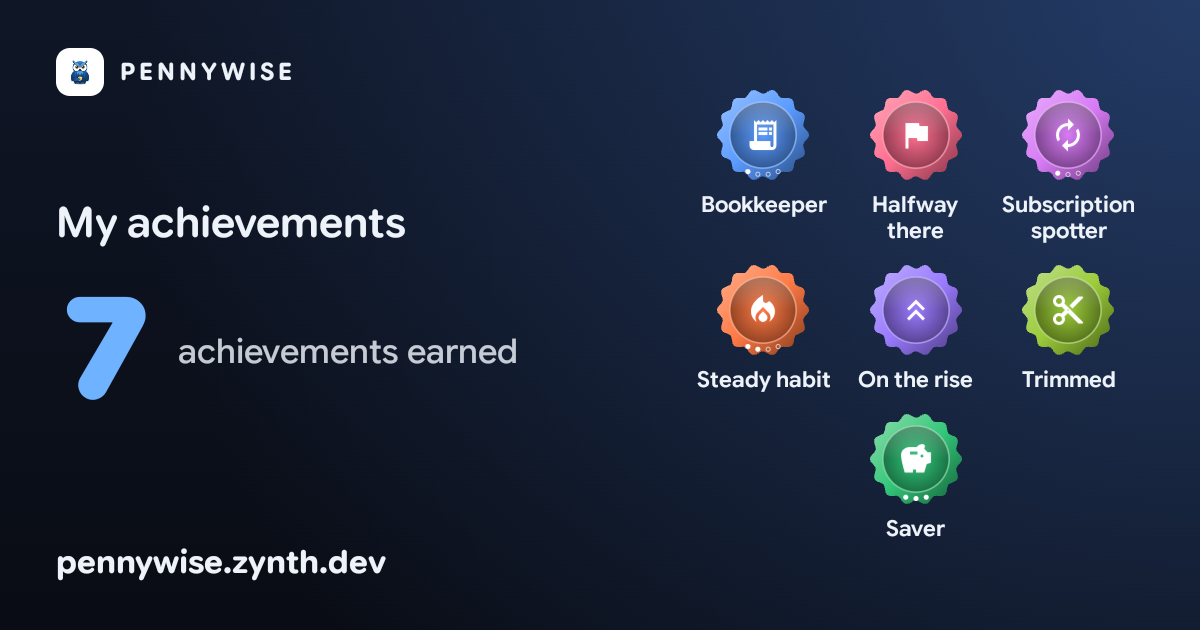 PENNYWISE
My achievements
7
achievements earned
pennywise.zynth.dev
Bookkeeper
Halfway
there
Subscription
spotter
Steady habit
On the rise
Trimmed
Saver